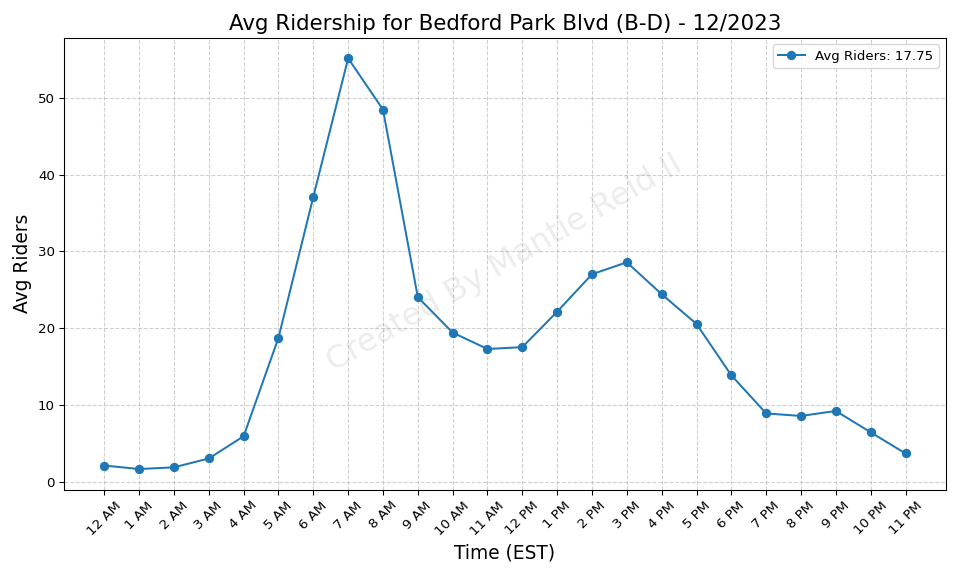 Avg Ridership for Bedford Park Blvd (B-D) - 12/2023
Avg Riders: 17.75
Avg Riders
50
40
30
20
10
0
Created By Mantie Reid II
12 AM
1 AM
2 AM
3 AM
4 AM
5 AM
6 AM
7 AM
8 AM
9 AM
10 AM
11 AM
12 PM
1 PM
2 PM
3 PM
4 PM
5 PM
6 PM
7 PM
8 PM
9 PM
10 PM
11 PM
Time (EST)